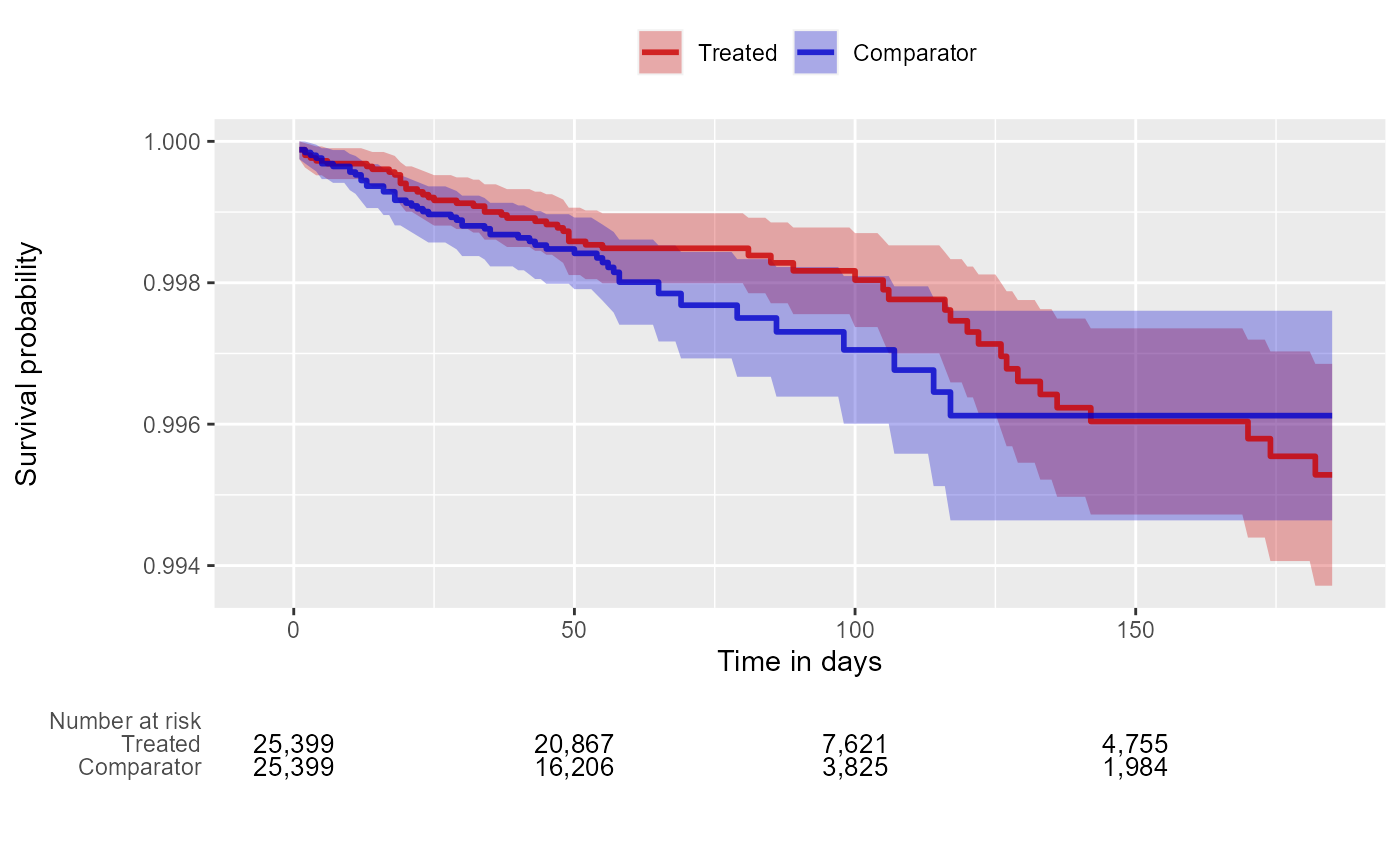 Treated Comparator
Survival probability
1.000
0.998
0.996
0.994
0 50 100 150
Time in days
Number at risk
Treated 25,399 20,867 7,621 4,755
Comparator 25,399 16,206 3,825 1,984